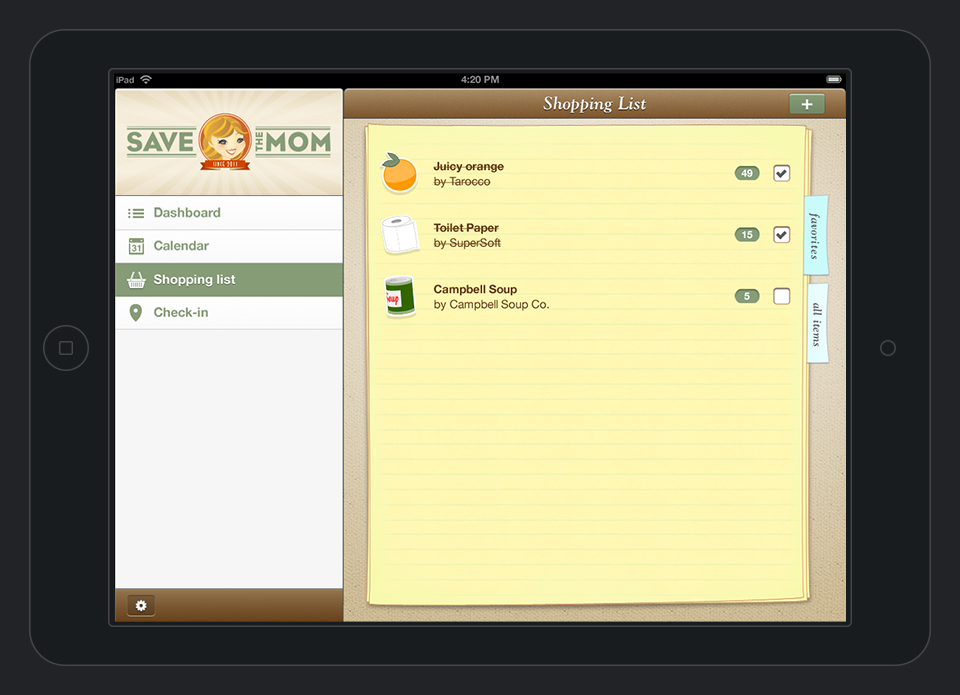 iPad
4:20 PM
SAVE THE MOM
SINCE 2011
Dashboard
31
Calendar
Shopping list
Check-in
Shopping List
+
Juicy orange
by Tarocco
49
Toilet Paper
by SuperSoft
15
Soup
Campbell Soup
by Campbell Soup Co.
5
favorites
all items